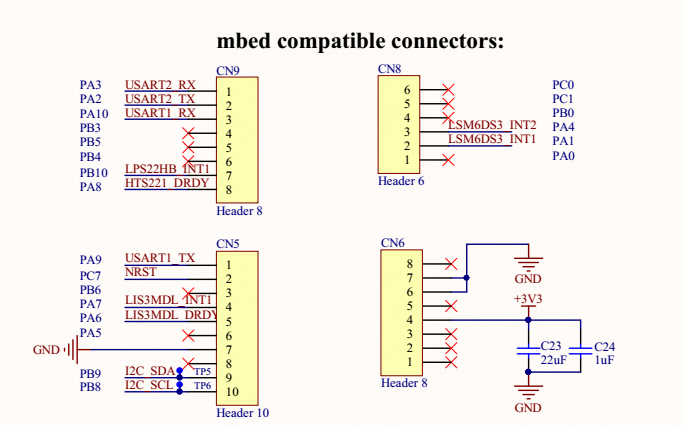 mbed compatible connectors:
CN9
PA3 USART2_RX 1
PA2 USART2_TX 2
PA10 USART1_RX 3
PB3 4
PB5 5
PB4 6
PB10 LPS22HB_INT1 7
PA8 HTS221_DRDY 8
Header 8
CN8
6 PC0
5 PC1
4 PB0
3 LSM6DS3_INT2 PA4
2 LSM6DS3_INT1 PA1
1 PA0
Header 6
CN5
PA9 USART1_TX 1
PC7 NRST 2
PB6 3
PA7 LIS3MDL_INT1 4
PA6 LIS3MDL_DRDY 5
PA5 6
GND 7
8
PB9 I2C_SDA TP5 9
PB8 I2C_SCL TP6 10
Header 10
CN6
8
7
6
GND
5
+3V3
4
3
2
1
C23
22uF
C24
1uF
Header 8
GND